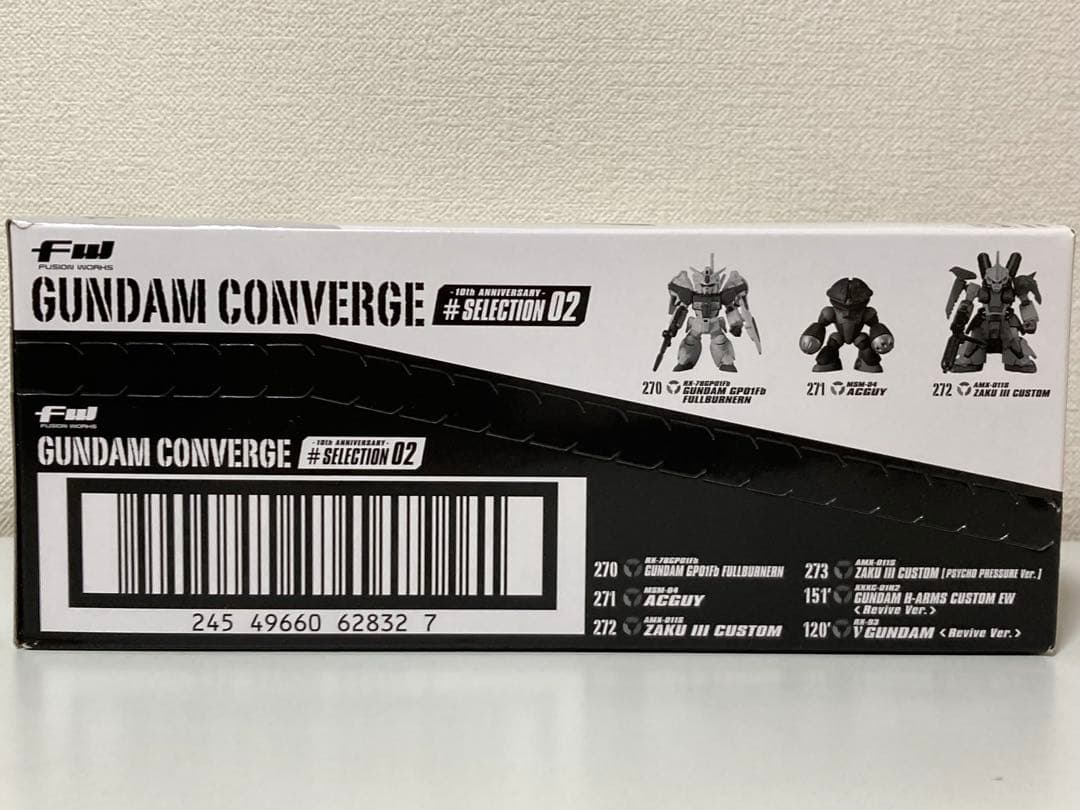 FW
FUSION WORKS
GUNDAM CONVERGE
- 10th ANNIVERSARY -
# SELECTION 02
270 RX-78GP01Fb
GUNDAM GP01Fb
FULLBURNERN
271 MSM-04
ACGUY
272 AMX-011S
ZAKU III CUSTOM
FW
FUSION WORKS
GUNDAM CONVERGE
- 10th ANNIVERSARY -
# SELECTION 02
245 49660 62832 7
270 RX-78GP01Fb
GUNDAM GP01Fb FULLBURNERN
271 MSM-04
ACGUY
272 AMX-011S
ZAKU III CUSTOM
273 AMX-011S
ZAKU III CUSTOM [PSYCHO PRESSURE Ver.]
151' XXXG-01H2
GUNDAM H-ARMS CUSTOM EW
<Revive Ver.>
120' RX-93
ν GUNDAM <Revive Ver.>